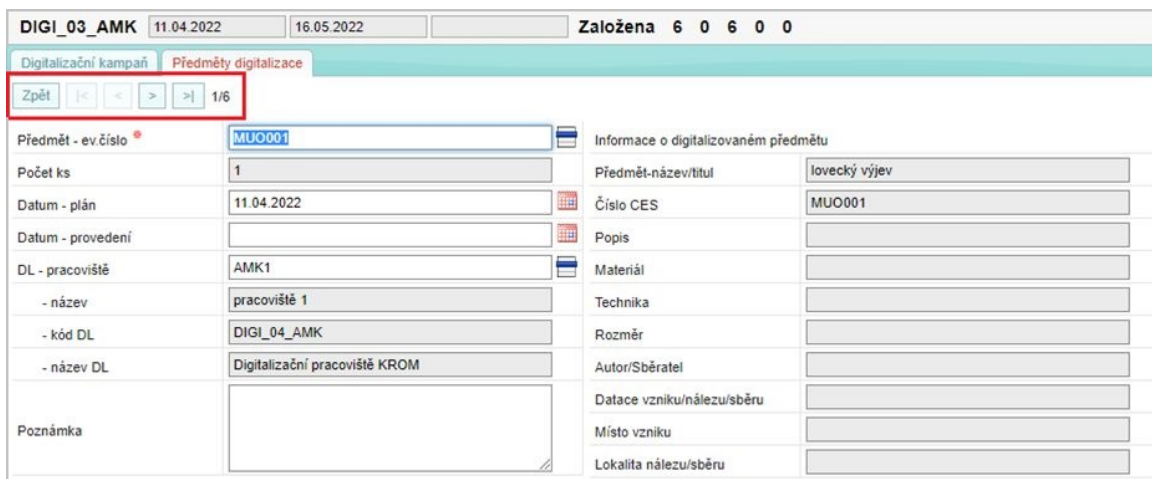 DIGI_03_AMK 11.04.2022 16.05.2022 Založena 6 0 6 0 0
Digitalizační kampaň Předměty digitalizace
Zpět |< < > >| 1/6
Předmět - ev.číslo * MUO001 Informace o digitalizovaném předmětu
Počet ks 1 Předmět-název/titul lovecký výjev
Datum - plán 11.04.2022 Číslo CES MUO001
Datum - provedení Popis
DL - pracoviště AMK1 Materiál
- název pracoviště 1 Technika
- kód DL DIGI_04_AMK Rozměr
- název DL Digitalizační pracoviště KROM Autor/Sběratel
Datace vzniku/nálezu/sběru
Poznámka Místo vzniku
Lokalita nálezu/sběru